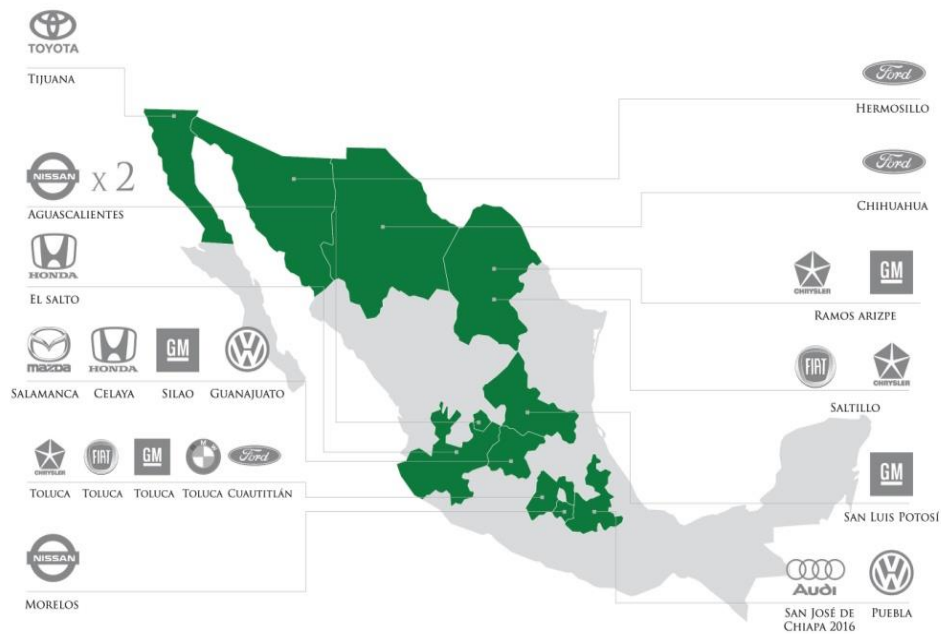 TOYOTA
TIJUANA
NISSAN x 2
AGUASCALIENTES
HONDA
EL SALTO
mazda HONDA GM
SALAMANCA CELAYA SILAO GUANAJUATO
CHRYSLER FIAT GM BMW Ford
TOLUCA TOLUCA TOLUCA TOLUCA CUAUTITLÁN
NISSAN
MORELOS
Ford
HERMOSILLO
Ford
CHIHUAHUA
CHRYSLER GM
RAMOS ARIZPE
FIAT CHRYSLER
SALTILLO
GM
SAN LUIS POTOSÍ
Audi
SAN JOSÉ DE PUEBLA
CHIAPA 2016